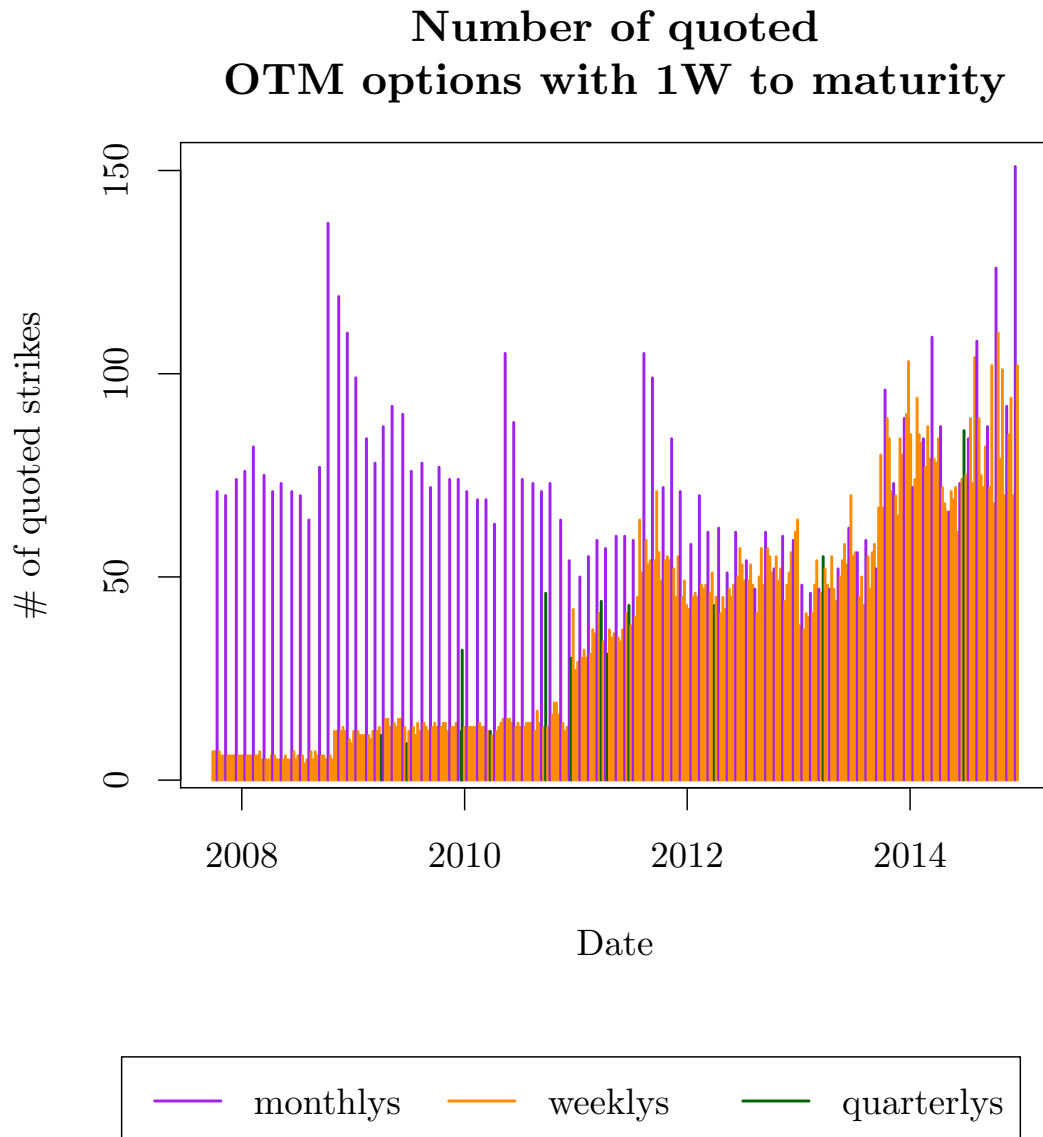 Number of quoted
OTM options with 1W to maturity
# of quoted strikes
150
100
50
0
2008 2010 2012 2014
Date
monthlys weeklys quarterlys